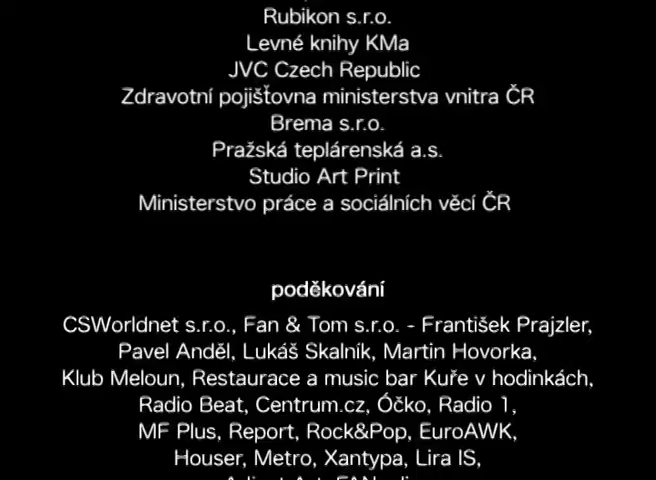 Rubikon s.r.o.
Levné knihy KMa
JVC Czech Republic
Zdravotní pojišťovna ministerstva vnitra ČR
Brema s.r.o.
Pražská teplárenská a.s.
Studio Art Print
Ministerstvo práce a sociálních věcí ČR
poděkování
CSWorldnet s.r.o., Fan & Tom s.r.o. - František Prajzler,
Pavel Anděl, Lukáš Skalník, Martin Hovorka,
Klub Meloun, Restaurace a music bar Kuře v hodinkách,
Radio Beat, Centrum.cz, Óčko, Radio 1,
MF Plus, Report, Rock&Pop, EuroAWK,
Houser, Metro, Xantypa, Lira IS,